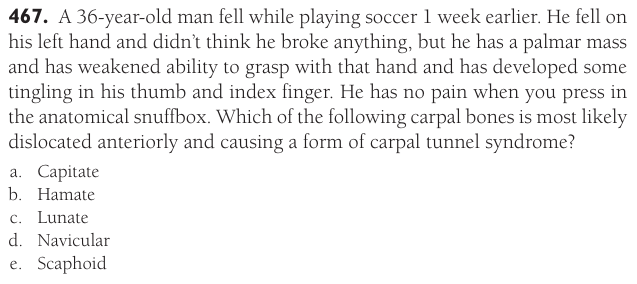 467. A 36-year-old man fell while playing soccer 1 week earlier. He fell on
his left hand and didn't think he broke anything, but he has a palmar mass
and has weakened ability to grasp with that hand and has developed some
tingling in his thumb and index finger. He has no pain when you press in
the anatomical snuffbox. Which of the following carpal bones is most likely
dislocated anteriorly and causing a form of carpal tunnel syndrome?
a. Capitate
b. Hamate
c. Lunate
d. Navicular
e. Scaphoid